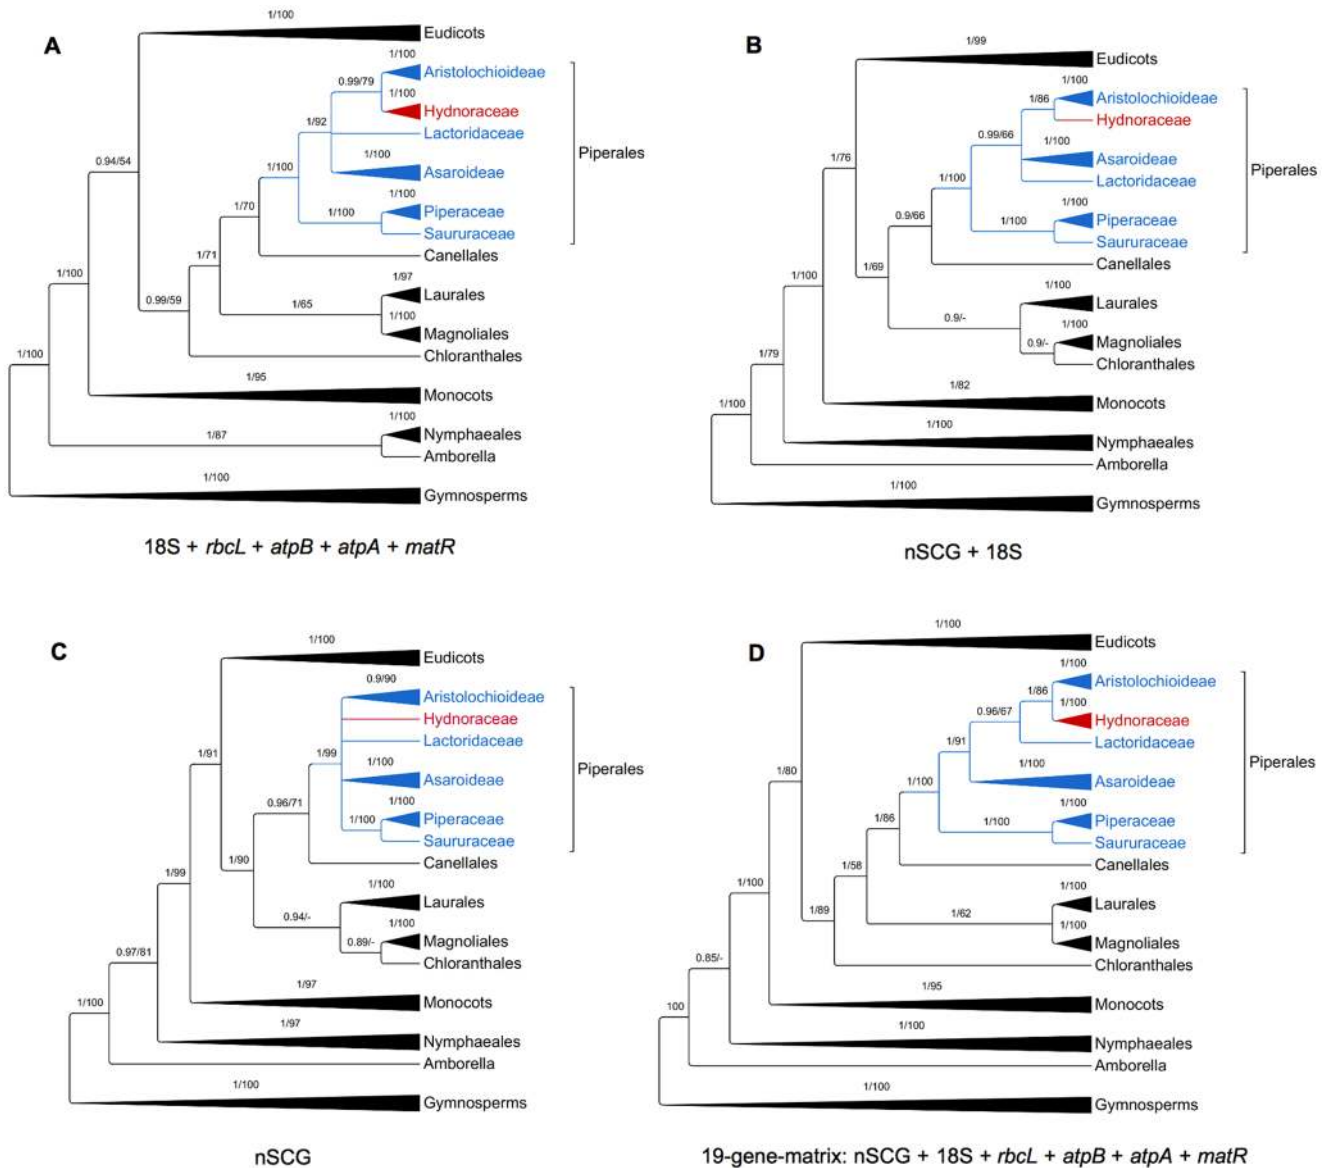 A
1/100
Eudicots
1/100
0.99/79
Aristolochioideae
1/100
Hydnoraceae
1/92
Lactoridaceae
0.94/54
1/100
1/100
Asaroideae
Piperales
1/100
1/100
Piperaceae
1/70
Saururaceae
1/71
Canellales
1/97
1/100
Laurales
0.99/59
1/65
1/100
Magnoliales
Chloranthales
1/100
1/95
Monocots
1/100
1/87
Nymphaeales
Amborella
1/100
Gymnosperms
18S + rbcL + atpB + atpA + matR
B
1/99
Eudicots
1/100
1/86
Aristolochioideae
Hydnoraceae
0.99/66
1/100
Asaroideae
1/76
1/100
Lactoridaceae
Piperales
1/100
0.9/66
1/100
Piperaceae
Saururaceae
1/69
Canellales
1/100
1/100
Laurales
0.9/-
1/100
0.9/-
Magnoliales
Chloranthales
1/79
1/82
Monocots
1/100
1/100
Nymphaeales
Amborella
1/100
Gymnosperms
nSCG + 18S
C
1/100
Eudicots
0.9/90
Aristolochioideae
Hydnoraceae
Lactoridaceae
1/91
1/99
1/100
Asaroideae
Piperales
0.96/71
1/100
1/100
Piperaceae
Saururaceae
1/90
Canellales
1/99
1/100
Laurales
0.94/-
1/100
0.89/-
Magnoliales
Chloranthales
0.97/81
1/97
Monocots
1/100
1/97
Nymphaeales
Amborella
1/100
Gymnosperms
nSCG
D
1/100
Eudicots
1/100
1/86
Aristolochioideae
0.96/67
1/100
Hydnoraceae
1/91
Lactoridaceae
1/80
1/100
1/100
Asaroideae
Piperales
1/100
1/100
Piperaceae
1/86
Saururaceae
1/58
Canellales
1/100
1/100
Laurales
1/89
1/62
1/100
Magnoliales
Chloranthales
0.85/-
1/95
Monocots
100
1/100
Nymphaeales
Amborella
1/100
Gymnosperms
19-gene-matrix: nSCG + 18S + rbcL + atpB + atpA + matR